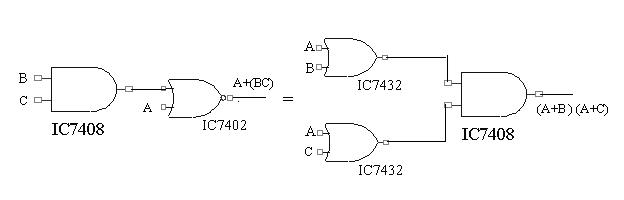 B
C
IC7408
A
A+(BC)
IC7402
=
A
B
IC7432
A
C
IC7432
IC7408
(A+B) (A+C)